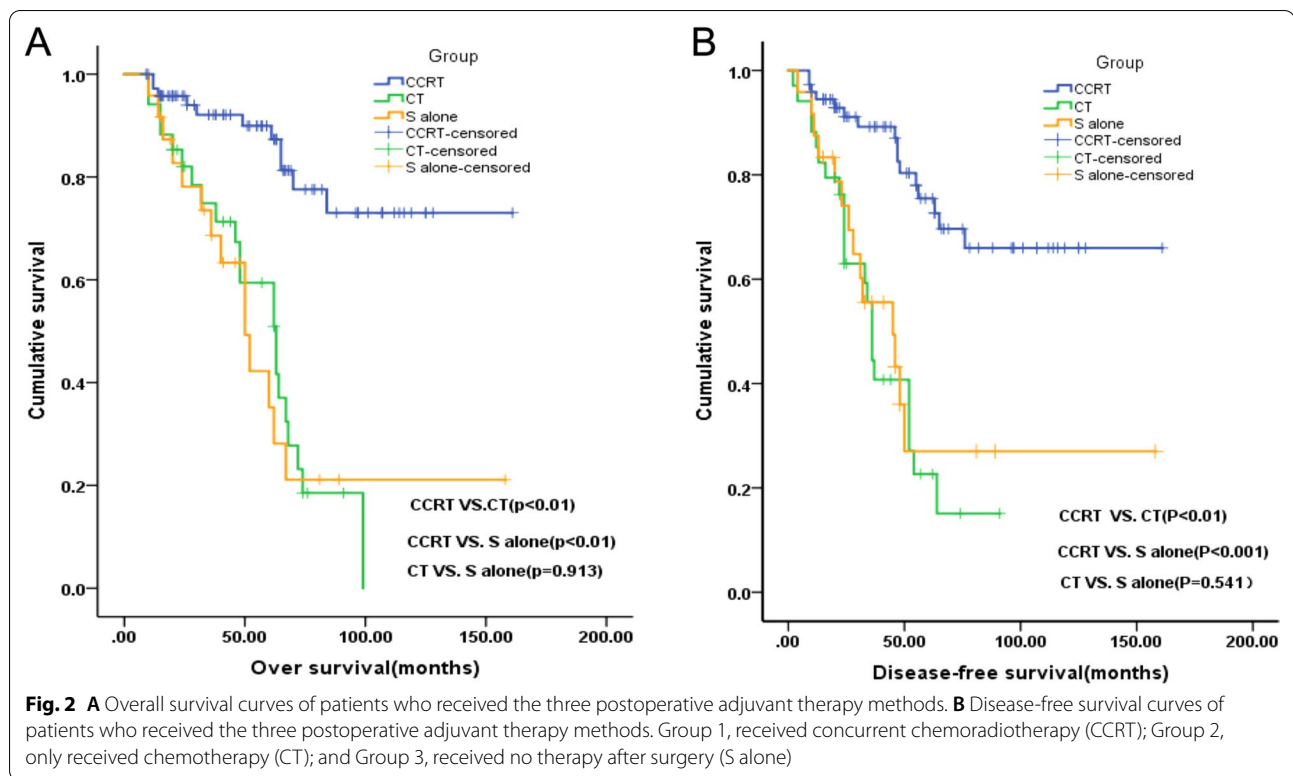 A
Group
CCRT
CT
S alone
CCRT-censored
CT-censored
S alone-censored
1.0
0.8
0.6
0.4
0.2
0.0
Cumulative survival
CCRT VS.CT(p<0.01)
CCRT VS. S alone(p<0.01)
CT VS. S alone(p=0.913)
.00 50.00 100.00 150.00 200.00
Over survival(months)
B
Group
CCRT
CT
S alone
CCRT-censored
CT-censored
S alone-censored
1.0
0.8
0.6
0.4
0.2
0.0
Cumulative survival
CCRT VS. CT(P<0.01)
CCRT VS. S alone(P<0.001)
CT VS. S alone(P=0.541)
.00 50.00 100.00 150.00 200.00
Disease-free survival(months)
Fig. 2 A Overall survival curves of patients who received the three postoperative adjuvant therapy methods. B Disease-free survival curves of
patients who received the three postoperative adjuvant therapy methods. Group 1, received concurrent chemoradiotherapy (CCRT); Group 2,
only received chemotherapy (CT); and Group 3, received no therapy after surgery (S alone)